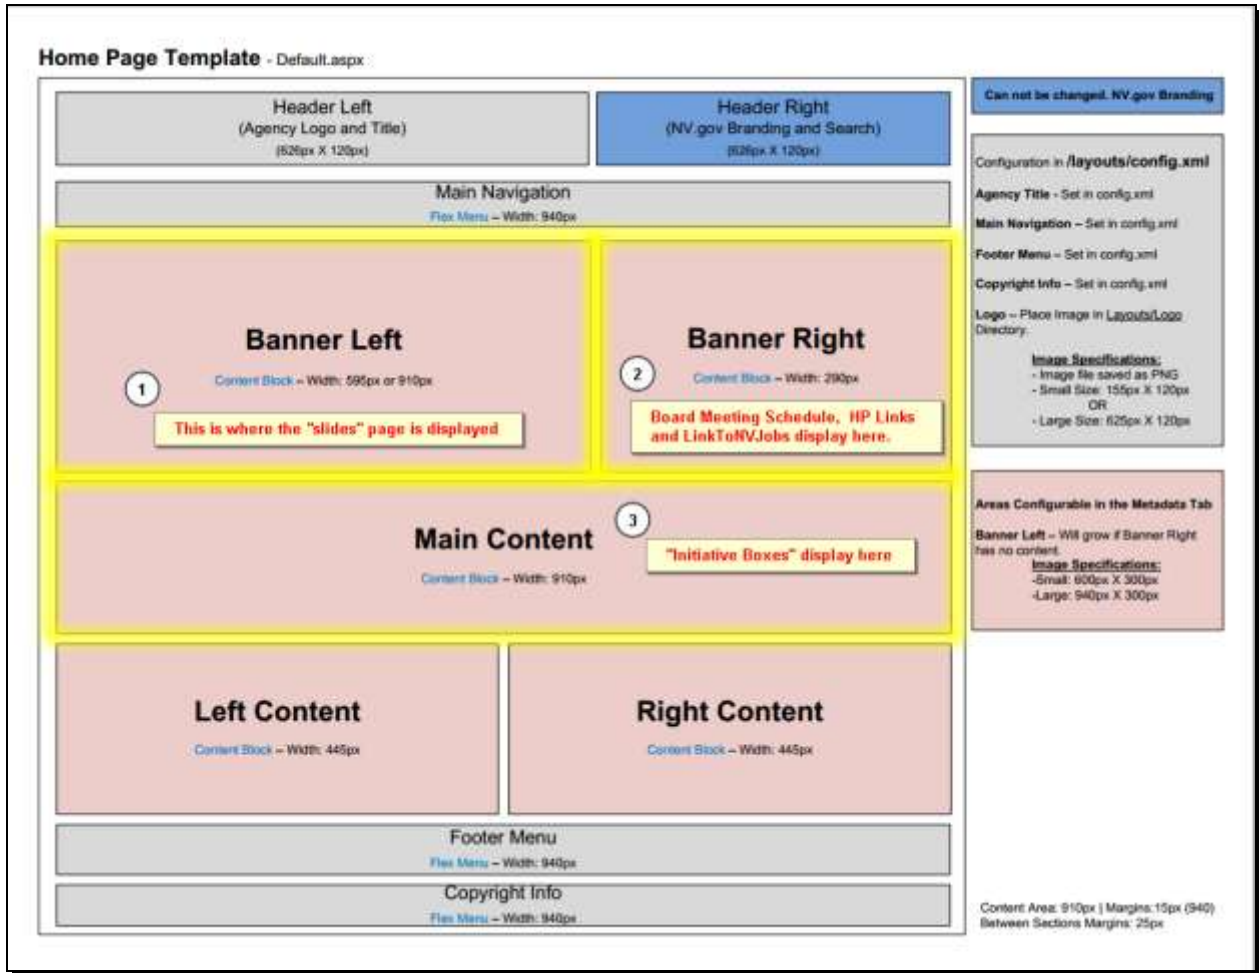 Home Page Template - Default.aspx
Header Left
(Agency Logo and Title)
(626px X 120px)
Header Right
(NV.gov Branding and Search)
(626px X 120px)
Main Navigation
Flex Menu – Width: 940px
Banner Left
Content Block – Width: 595px or 910px
1
This is where the "slides" page is displayed
Banner Right
2
Content Block – Width: 290px
Board Meeting Schedule, HP Links
and LinkToNVJobs display here.
Main Content
3
"Initiative Boxes" display here
Content Block – Width: 910px
Left Content
Content Block – Width: 445px
Right Content
Content Block – Width: 445px
Footer Menu
Flex Menu – Width: 940px
Copyright Info
Flex Menu – Width: 940px
Can not be changed. NV.gov Branding
Configuration in /layouts/config.xml
Agency Title - Set in config.xml
Main Navigation – Set in config.xml
Footer Menu – Set in config.xml
Copyright Info – Set in config.xml
Logo – Place Image in Layouts/Logo
Directory.
Image Specifications:
- Image file saved as PNG
- Small Size: 155px X 120px
OR
- Large Size: 625px X 120px
Areas Configurable in the Metadata Tab
Banner Left – Will grow if Banner Right
has no content.
Image Specifications:
-Small: 600px X 300px
-Large: 940px X 300px
Content Area: 910px | Margins:15px (940)
Between Sections Margins: 25px